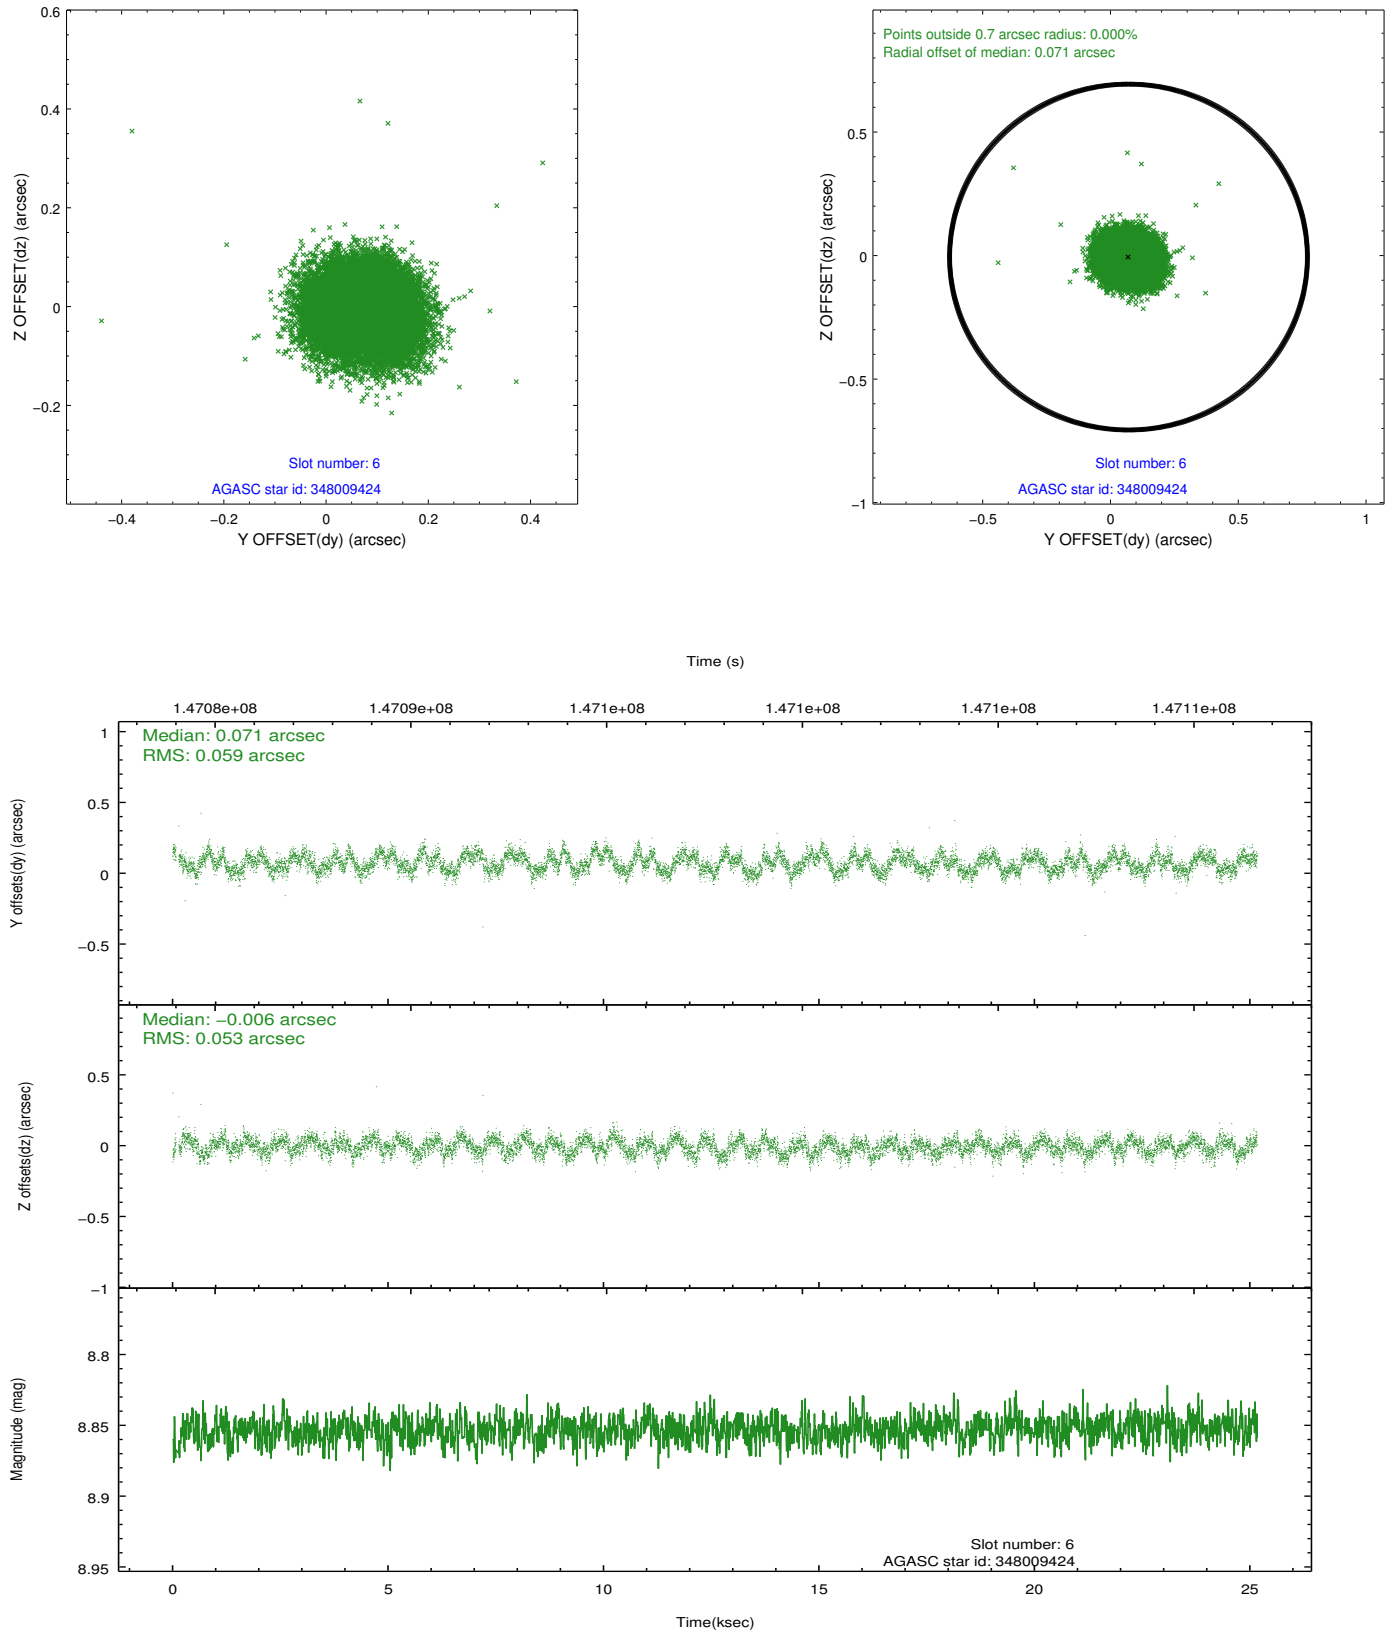 0.6
0.4
0.2
0
−0.2
Z OFFSET(dz) (arcsec)
Slot number: 6
AGASC star id: 348009424
−0.4 −0.2 0 0.2 0.4
Y OFFSET(dy) (arcsec)
Points outside 0.7 arcsec radius: 0.000%
Radial offset of median: 0.071 arcsec
0.5
0
−0.5
−1
Z OFFSET(dz) (arcsec)
Slot number: 6
AGASC star id: 348009424
−0.5 0 0.5 1
Y OFFSET(dy) (arcsec)
Time (s)
1.4708e+08 1.4709e+08 1.471e+08 1.471e+08 1.471e+08 1.4711e+08
Median: 0.071 arcsec
RMS: 0.059 arcsec
1
0.5
0
−0.5
Y offsets(dy) (arcsec)
Median: −0.006 arcsec
RMS: 0.053 arcsec
0.5
0
−0.5
−1
Z offsets(dz) (arcsec)
8.8
8.85
8.9
8.95
Magnitude (mag)
Slot number: 6
AGASC star id: 348009424
0 5 10 15 20 25
Time(ksec)